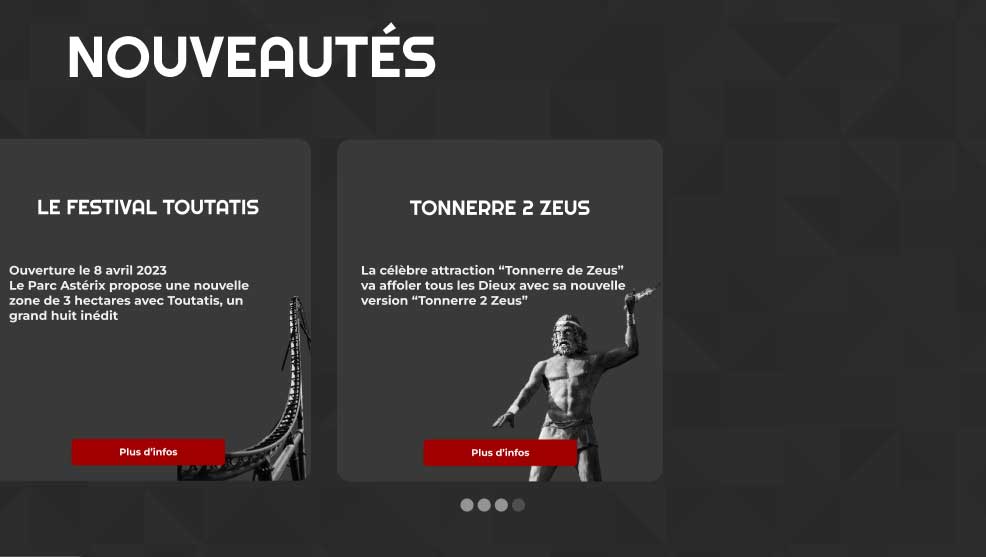 NOUVEAUTÉS
LE FESTIVAL TOUTATIS
Ouverture le 8 avril 2023
Le Parc Astérix propose une nouvelle
zone de 3 hectares avec Toutatis, un
grand huit inédit
Plus d’infos
TONNERRE 2 ZEUS
La célèbre attraction “Tonnerre de Zeus”
va affoler tous les Dieux avec sa nouvelle
version “Tonnerre 2 Zeus”
Plus d’infos